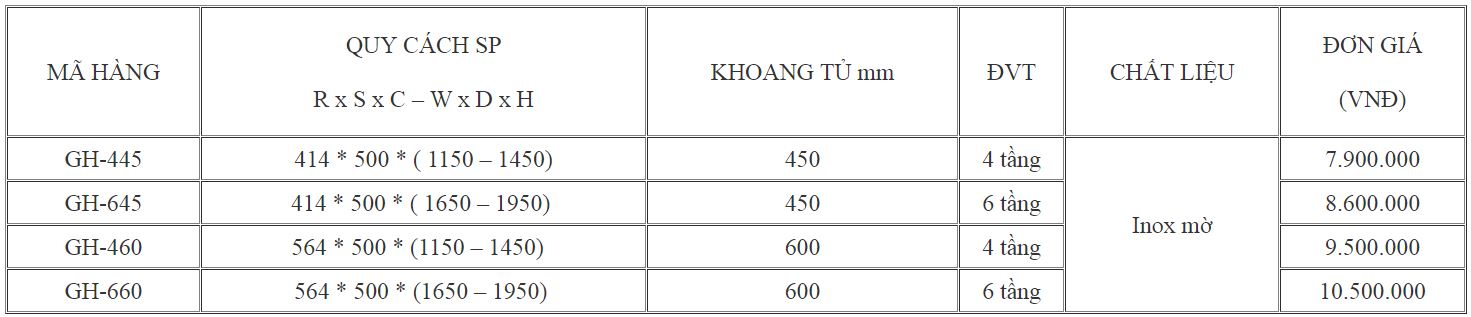 MÃ HÀNG
QUY CÁCH SP
R x S x C – W x D x H
KHOANG TỦ mm
ĐVT
CHẤT LIỆU
ĐƠN GIÁ
(VNĐ)
GH-445
414 * 500 * ( 1150 – 1450)
450
4 tầng
Inox mờ
7.900.000
GH-645
414 * 500 * ( 1650 – 1950)
450
6 tầng
8.600.000
GH-460
564 * 500 * (1150 – 1450)
600
4 tầng
9.500.000
GH-660
564 * 500 * (1650 – 1950)
600
6 tầng
10.500.000